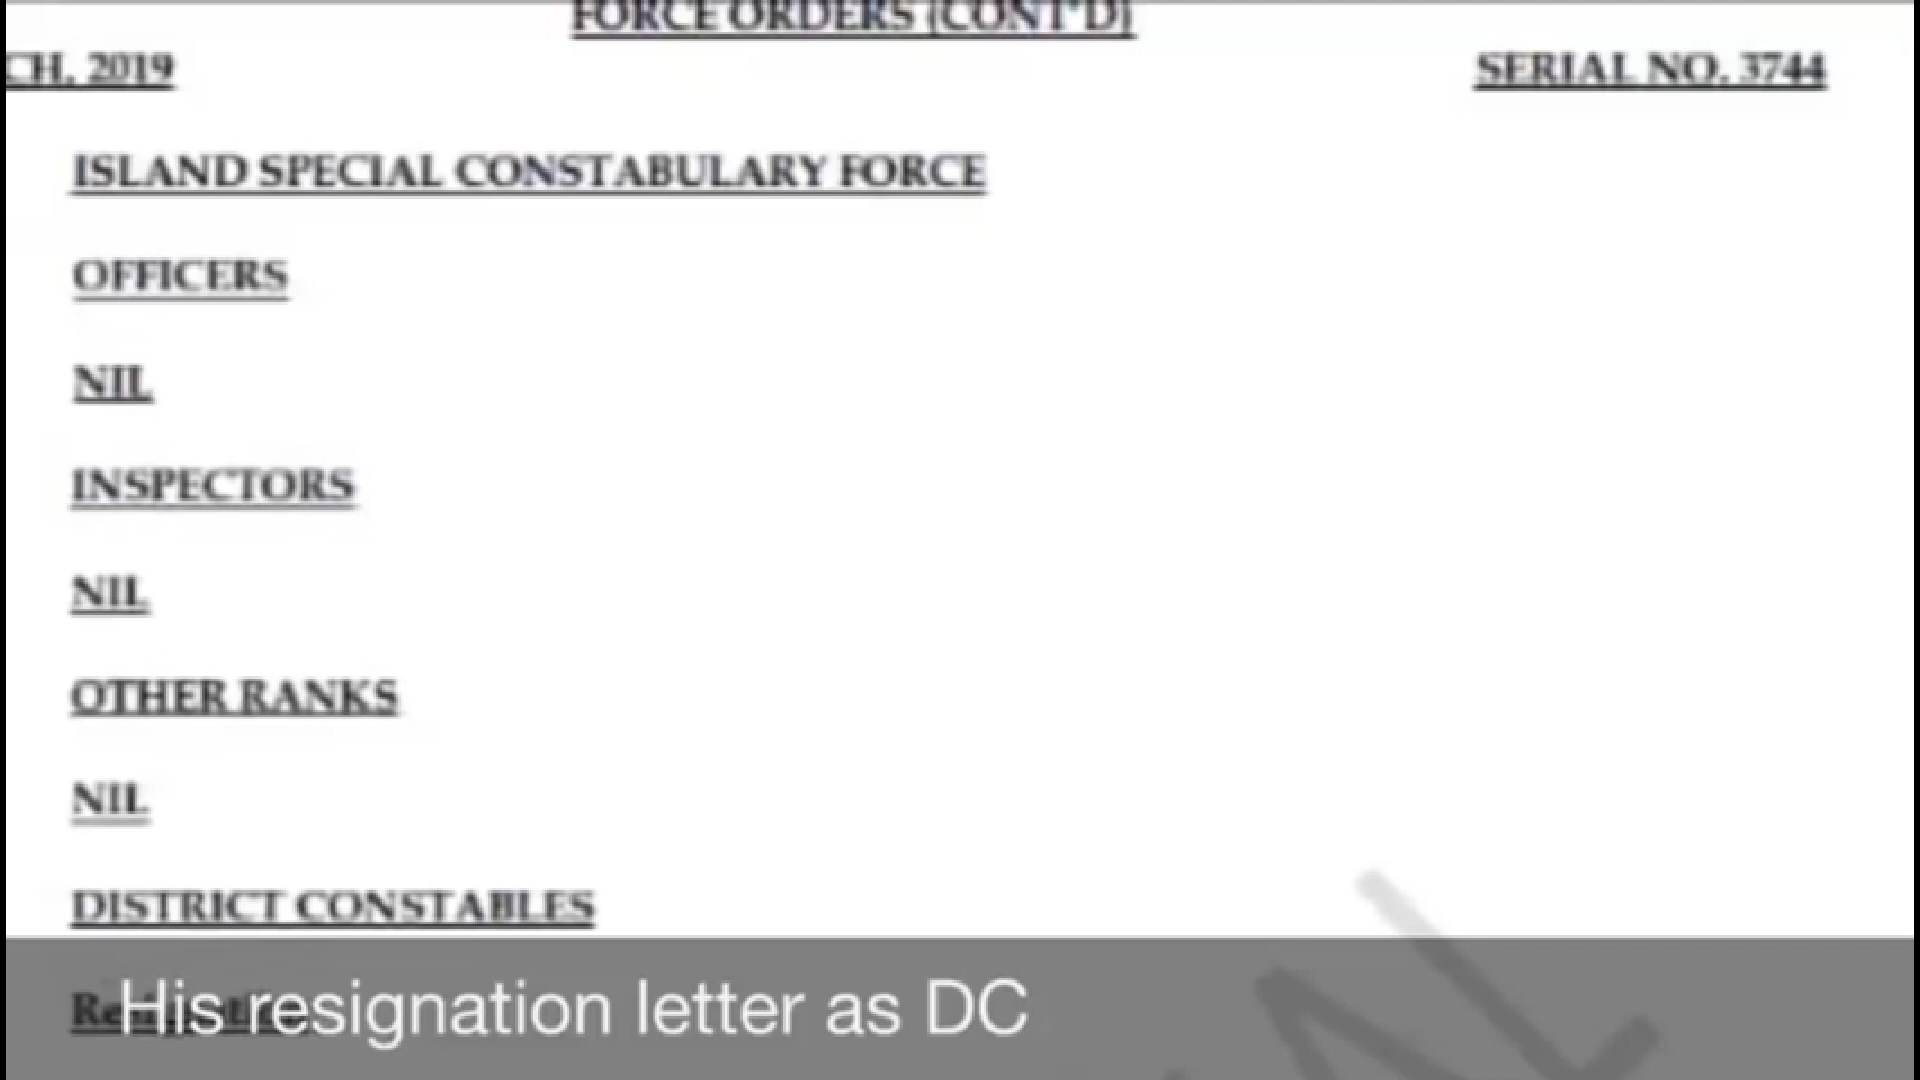 FORCE ORDERS (CONT'D)
CH, 2019
SERIAL NO. 3744
ISLAND SPECIAL CONSTABULARY FORCE
OFFICERS
NIL
INSPECTORS
NIL
OTHER RANKS
NIL
DISTRICT CONSTABLES
His resignation letter as DC